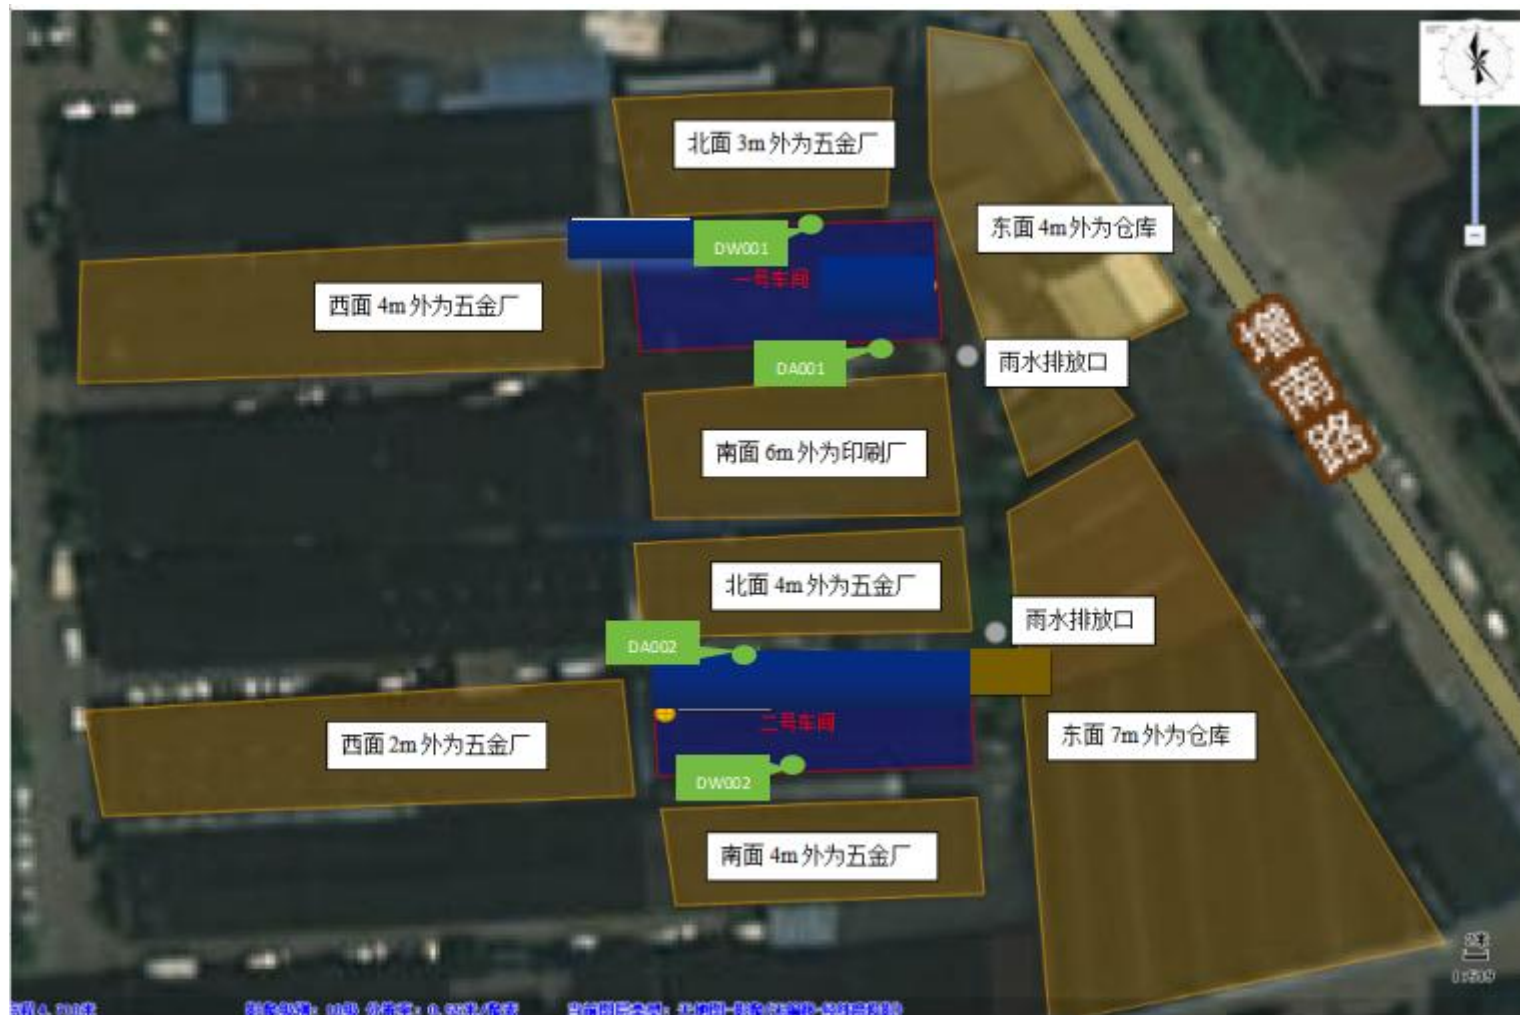 北面 3m 外为五金厂
东面 4m 外为仓库
DW001
一号车间
西面 4m 外为五金厂
雨水排放口
DA001
南面 6m 外为印刷厂
北面 4m 外为五金厂
雨水排放口
DA002
二号车间
西面 2m 外为五金厂
东面 7m 外为仓库
DW002
南面 4m 外为五金厂